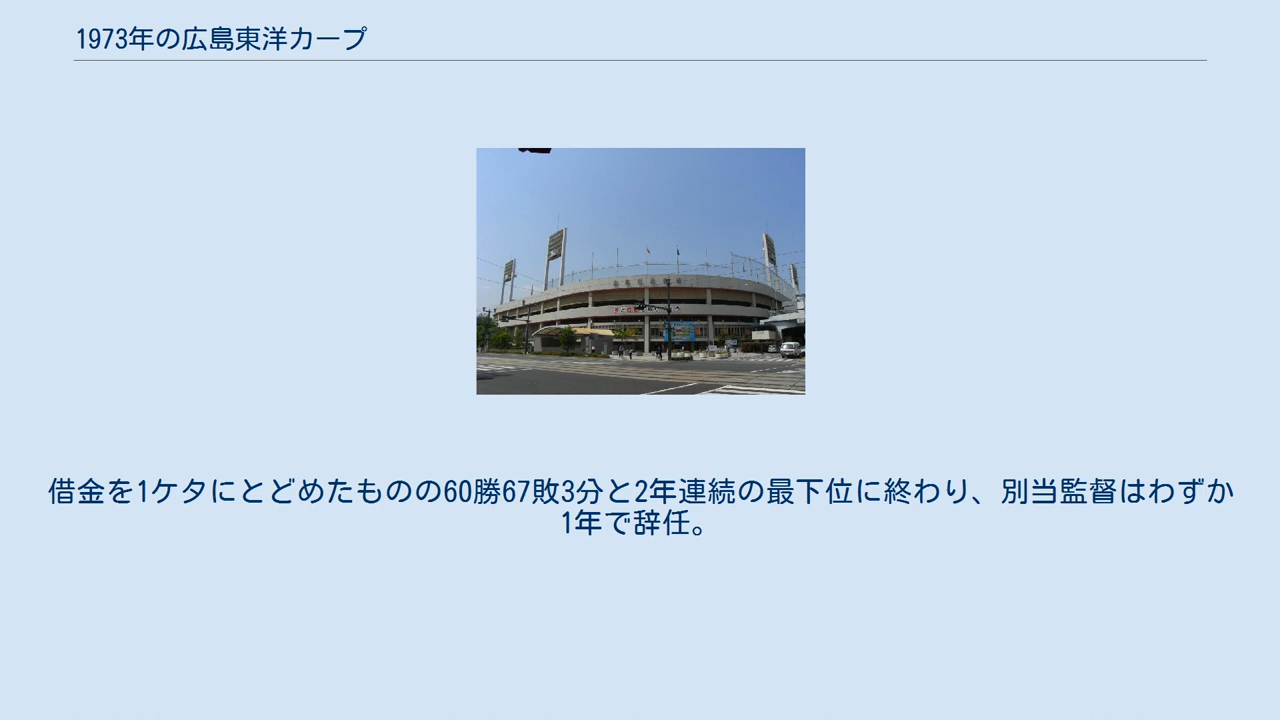 1973年の広島東洋カープ
借金を1ケタにとどめたものの60勝67敗3分と2年連続の最下位に終わり、別当監督はわずか
1年で辞任。